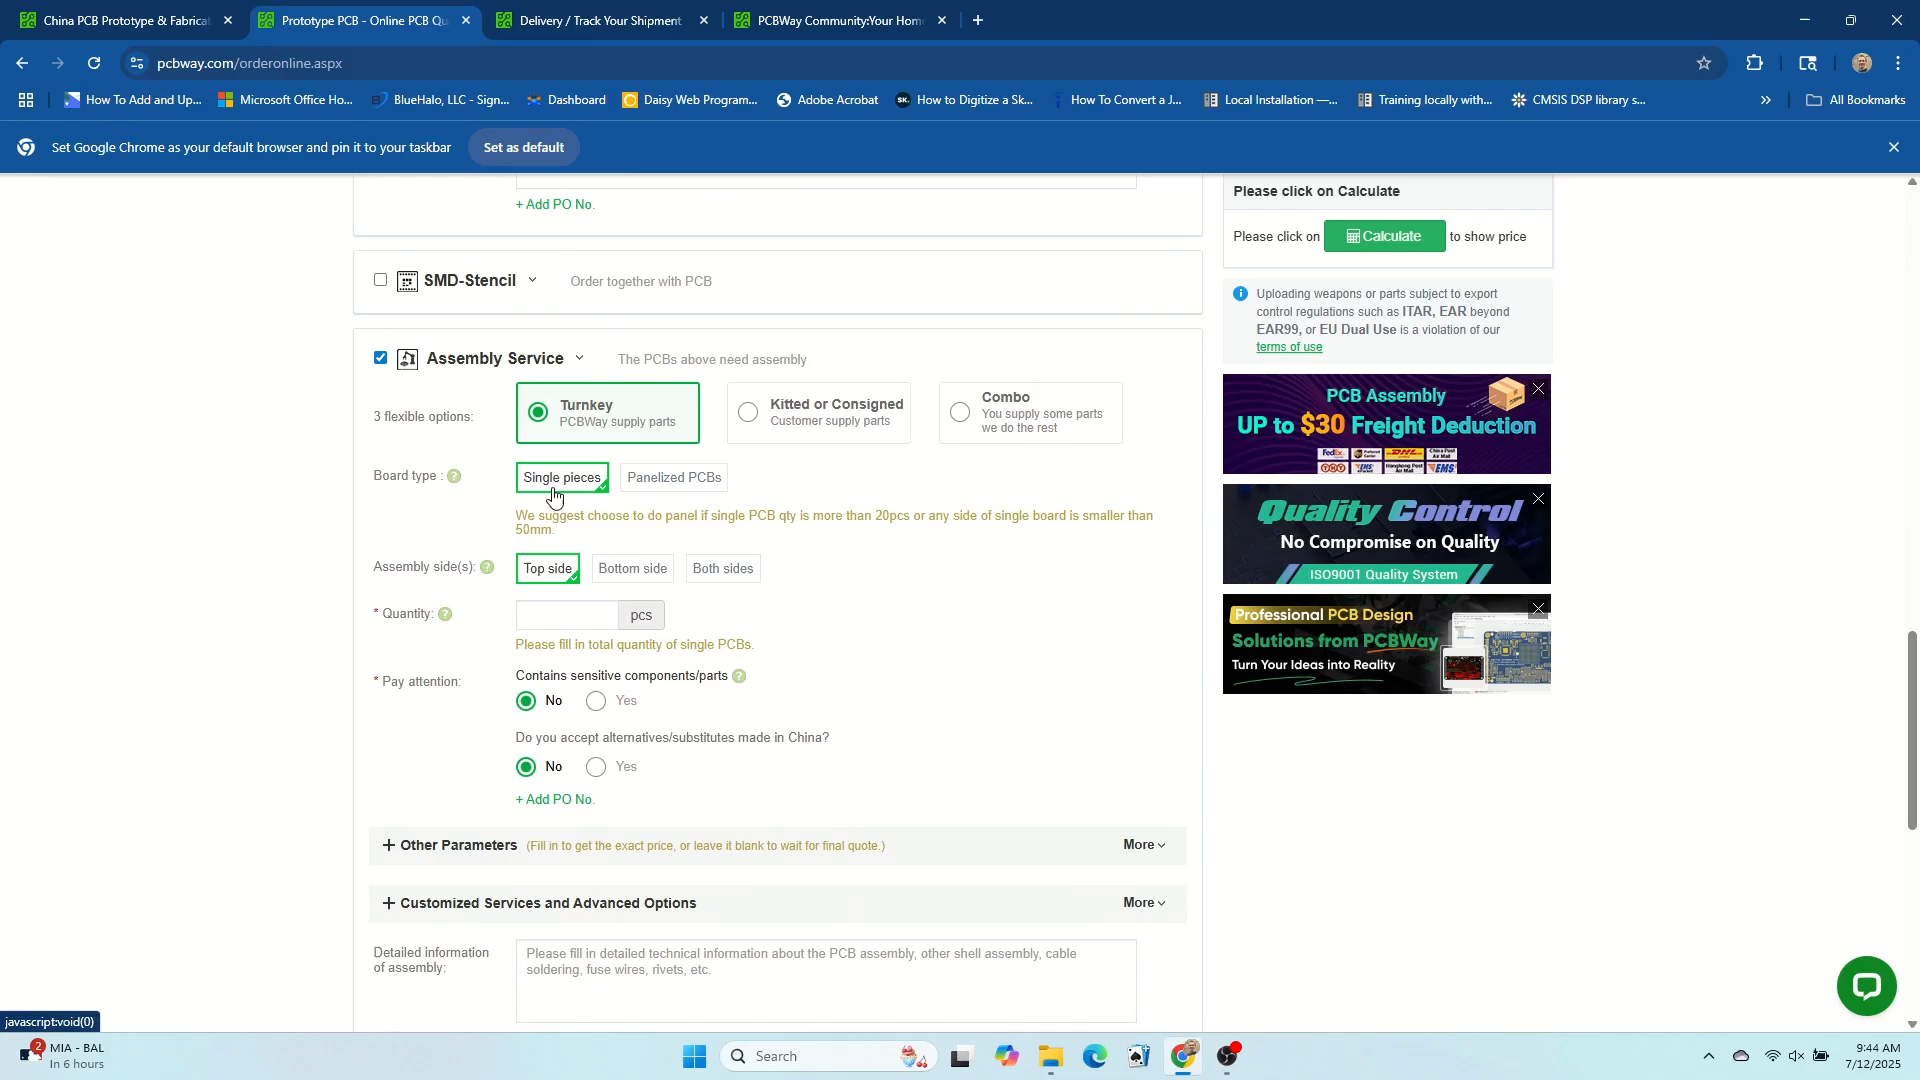 China PCB Prototype & Fabrica
Prototype PCB - Online PCB Qu
Delivery / Track Your Shipment
PCBWay Community:Your Hom
pcbway.com/orderonline.aspx
How To Add and Up...
Microsoft Office Ho...
BlueHalo, LLC - Sign...
Dashboard
Daisy Web Program...
Adobe Acrobat
How to Digitize a Sk...
How To Convert a J...
Local Installation —...
Training locally with...
CMSIS DSP library s...
All Bookmarks
Set Google Chrome as your default browser and pin it to your taskbar
Set as default
+ Add PO No.
SMD-Stencil
Order together with PCB
Assembly Service
The PCBs above need assembly
3 flexible options:
Turnkey
PCBWay supply parts
Kitted or Consigned
Customer supply parts
Combo
You supply some parts
we do the rest
Board type :
Single pieces
Panelized PCBs
We suggest choose to do panel if single PCB qty is more than 20pcs or any side of single board is smaller than
50mm.
Assembly side(s):
Top side
Bottom side
Both sides
* Quantity:
pcs
Please fill in total quantity of single PCBs.
* Pay attention:
Contains sensitive components/parts
No
Yes
Do you accept alternatives/substitutes made in China?
No
Yes
+ Add PO No.
Other Parameters (Fill in to get the exact price, or leave it blank to wait for final quote.)
More
Customized Services and Advanced Options
More
Detailed information
of assembly:
Please fill in detailed technical information about the PCB assembly, other shell assembly, cable
soldering, fuse wires, rivets, etc.
Please click on Calculate
Please click on
Calculate
to show price
Uploading weapons or parts subject to export
control regulations such as ITAR, EAR beyond
EAR99, or EU Dual Use is a violation of our
terms of use
PCB Assembly
UP to $30 Freight Deduction
Quality Control
No Compromise on Quality
ISO9001 Quality System
Professional PCB Design
Solutions from PCBWay
Turn Your Ideas into Reality
javascript:void(0)
2
MIA - BAL
In 6 hours
Search
9:44 AM
7/12/2025